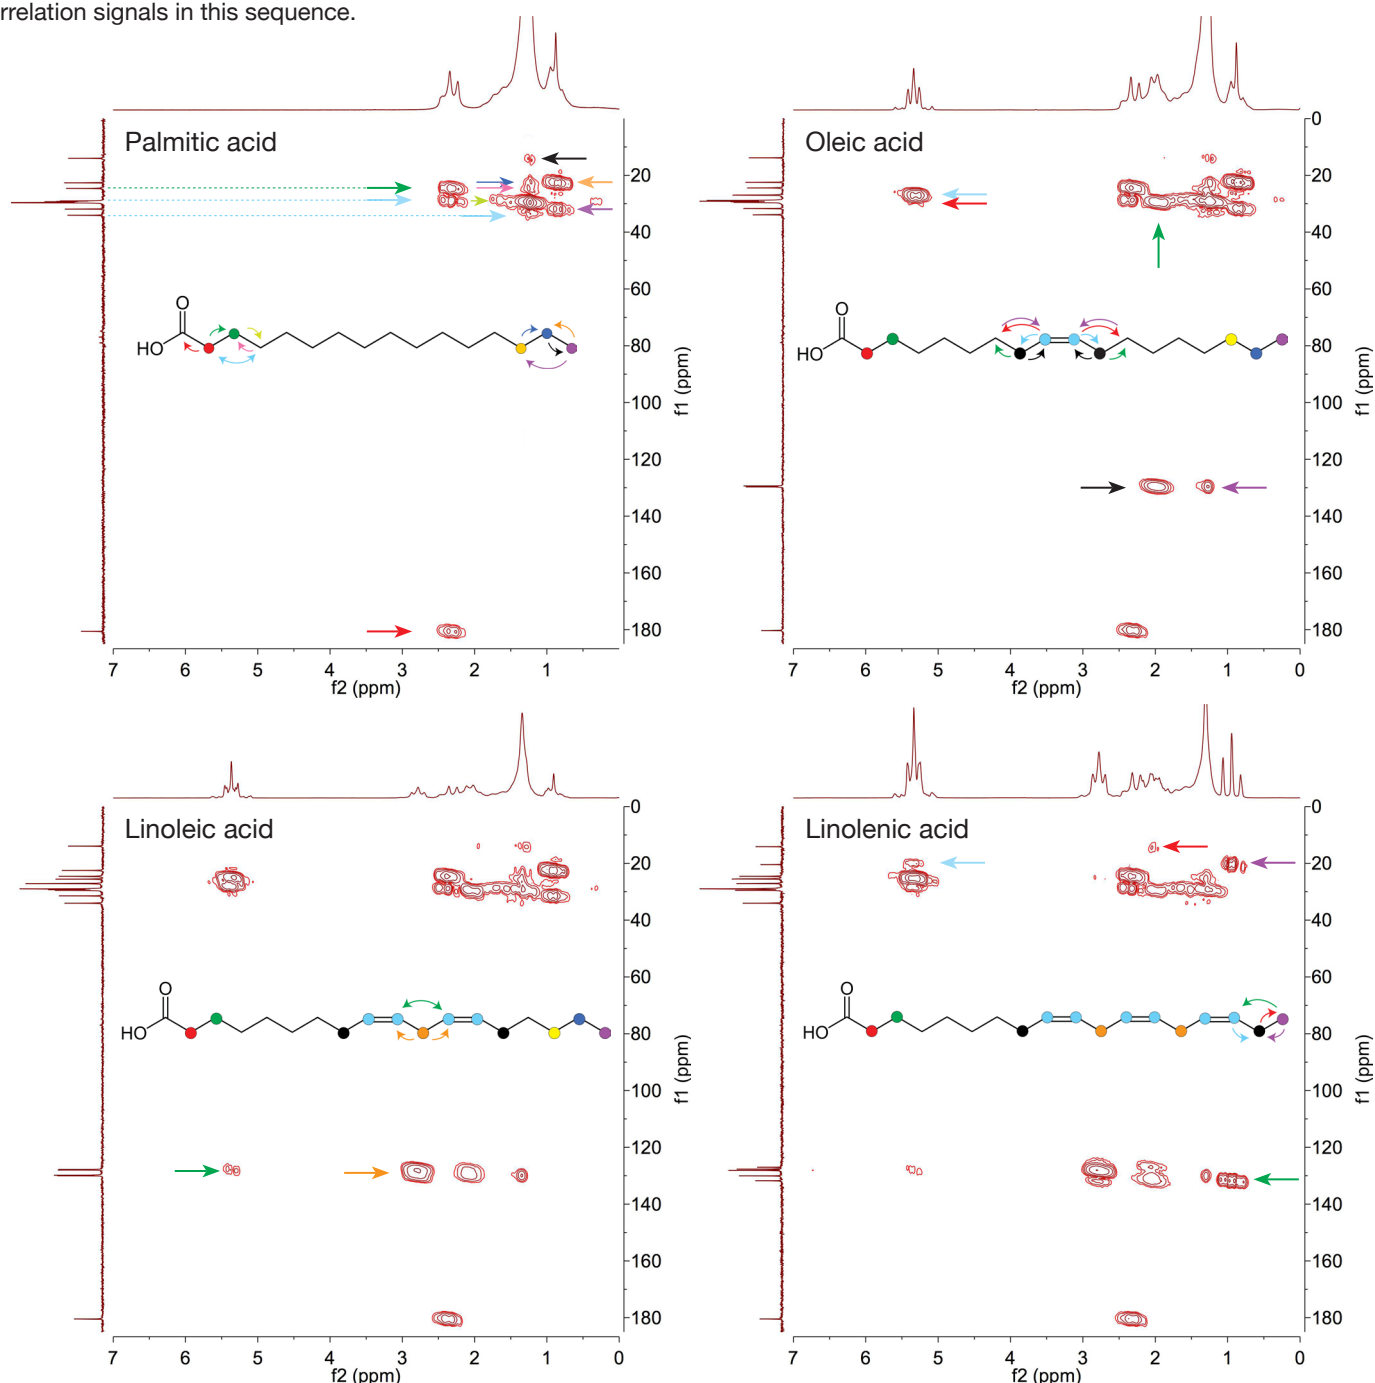 rrelation signals in this sequence.
Palmitic acid
O
HO
0
20
40
60
80
100
120
140
160
180
f1 (ppm)
7 6 5 4 3 2 1 0
f2 (ppm)
Oleic acid
O
HO
0
20
40
60
80
100
120
140
160
180
f1 (ppm)
7 6 5 4 3 2 1 0
f2 (ppm)
Linoleic acid
O
HO
0
20
40
60
80
100
120
140
160
180
f1 (ppm)
7 6 5 4 3 2 1 0
f2 (ppm)
Linolenic acid
O
HO
0
20
40
60
80
100
120
140
160
180
f1 (ppm)
7 6 5 4 3 2 1 0
f2 (ppm)